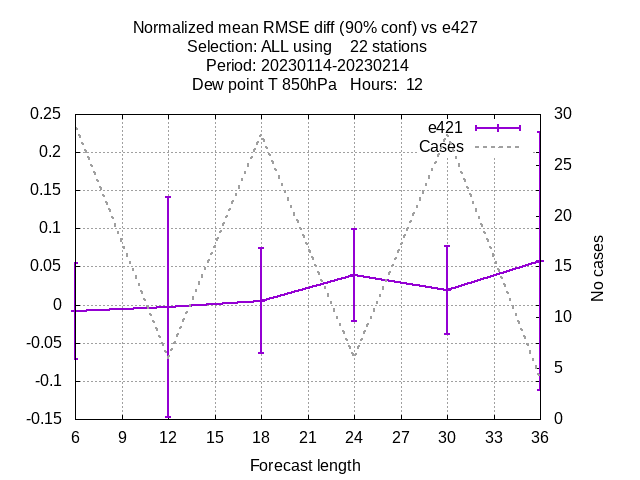 Normalized mean RMSE diff (90% conf) vs e427
Selection: ALL using    22 stations
Period: 20230114-20230214
Dew point T 850hPa   Hours:  12
e421
Cases
0.25
0.2
0.15
0.1
0.05
0
-0.05
-0.1
-0.15
30
25
20
15
10
5
0
No cases
6 9 12 15 18 21 24 27 30 33 36
Forecast length